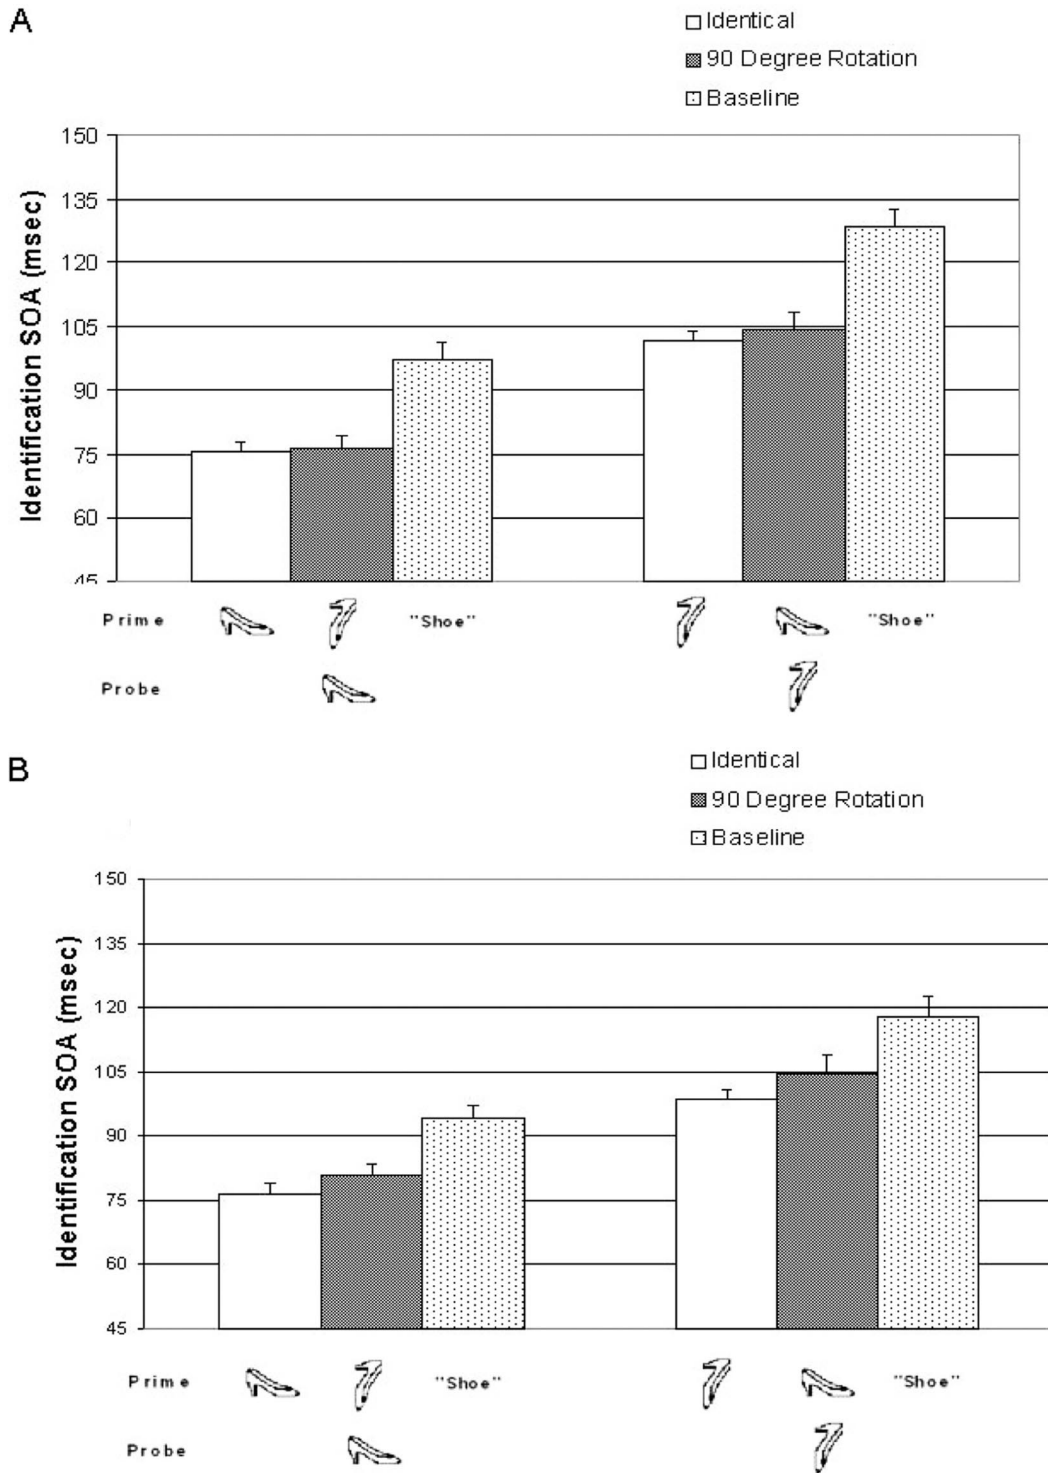 A
Identical
90 Degree Rotation
Baseline
150
135
120
105
90
75
60
45
Identification SOA (msec)
Prime "Shoe" "Shoe"
Probe
B
Identical
90 Degree Rotation
Baseline
150
135
120
105
90
75
60
45
Identification SOA (msec)
Prime "Shoe" "Shoe"
Probe